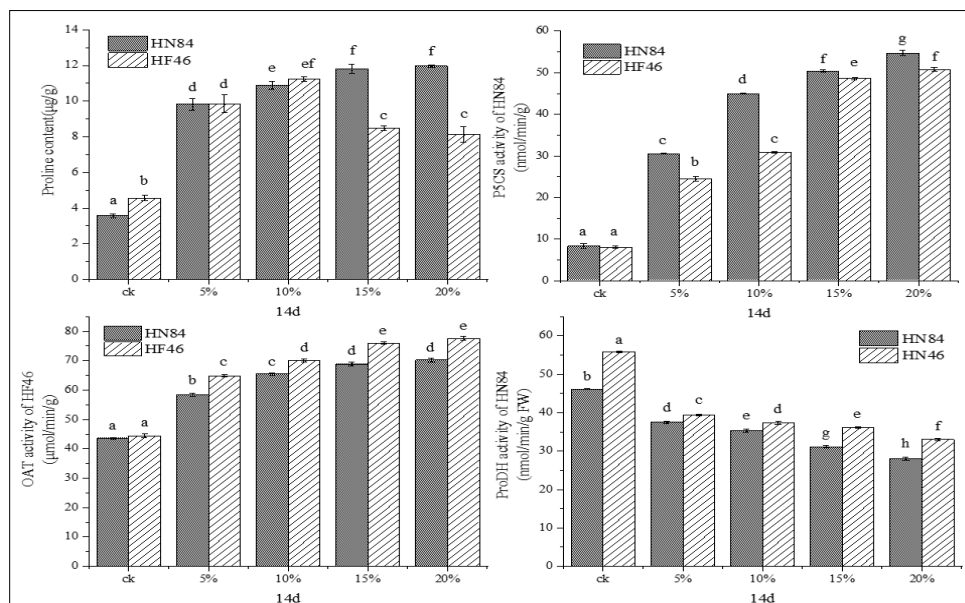 14
12
10
8
6
4
2
0
Proline content(μg/g)
HN84
HF46
a
b
d
d
e
ef
f
c
f
c
ck
5%
10%
15%
20%
14d
60
50
40
30
20
10
0
P5CS activity of HN84
(nmol/min/g)
HN84
HF46
a
a
c
b
d
c
f
e
g
f
ck
5%
10%
15%
20%
14d
80
70
60
50
40
30
20
10
0
OAT activity of HF46
(μmol/min/mg)
HN84
HF46
a
a
b
c
c
d
d
e
d
e
ck
5%
10%
15%
20%
14d
60
50
40
30
20
10
0
ProDH activity of HN84
(nmol/min/g FW)
HN84
HN46
b
a
d
c
e
d
g
e
h
f
ck
5%
10%
15%
20%
14d